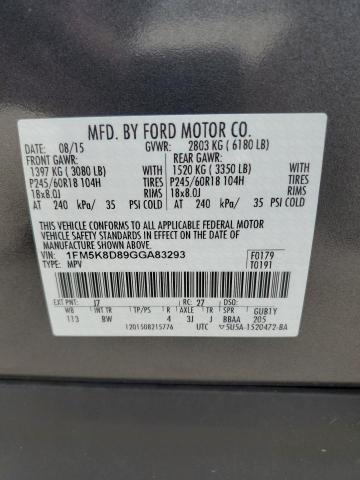 MFD. BY FORD MOTOR CO.
DATE: 08/15 GVWR: 2803 KG ( 6180 LB)
FRONT GAWR: REAR GAWR:
1397 KG ( 3080 LB) WITH 1520 KG ( 3350 LB) WITH
P245/60R18 104H TIRES P245/60R18 104H TIRES
18x8.0J RIMS 18x8.0J RIMS
AT 240 kPa/ 35 PSI COLD AT 240 kPa/ 35 PSI COLD
THIS VEHICLE CONFORMS TO ALL APPLICABLE FEDERAL MOTOR
VEHICLE SAFETY AND BUMPER STANDARDS IN EFFECT ON THE DATE OF
MANUFACTURE SHOWN ABOVE.
VIN: 1FM5K8D89GGA83293 F0179
TYPE: MPV T0191
EXT PNT: J7 RC: 27 DSO:
WB INT TR TP/PS R AXLE TR SPR GUB1Y
113 BW 4 3J J BBAA 205
1201508215776 UTC 5U5A-1520472-BA